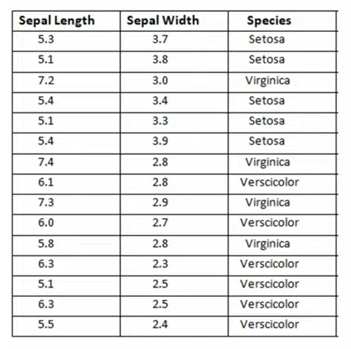 Sepal Length Sepal Width Species
5.3 3.7 Setosa
5.1 3.8 Setosa
7.2 3.0 Virginica
5.4 3.4 Setosa
5.1 3.3 Setosa
5.4 3.9 Setosa
7.4 2.8 Virginica
6.1 2.8 Verscicolor
7.3 2.9 Virginica
6.0 2.7 Verscicolor
5.8 2.8 Virginica
6.3 2.3 Verscicolor
5.1 2.5 Verscicolor
6.3 2.5 Verscicolor
5.5 2.4 Verscicolor